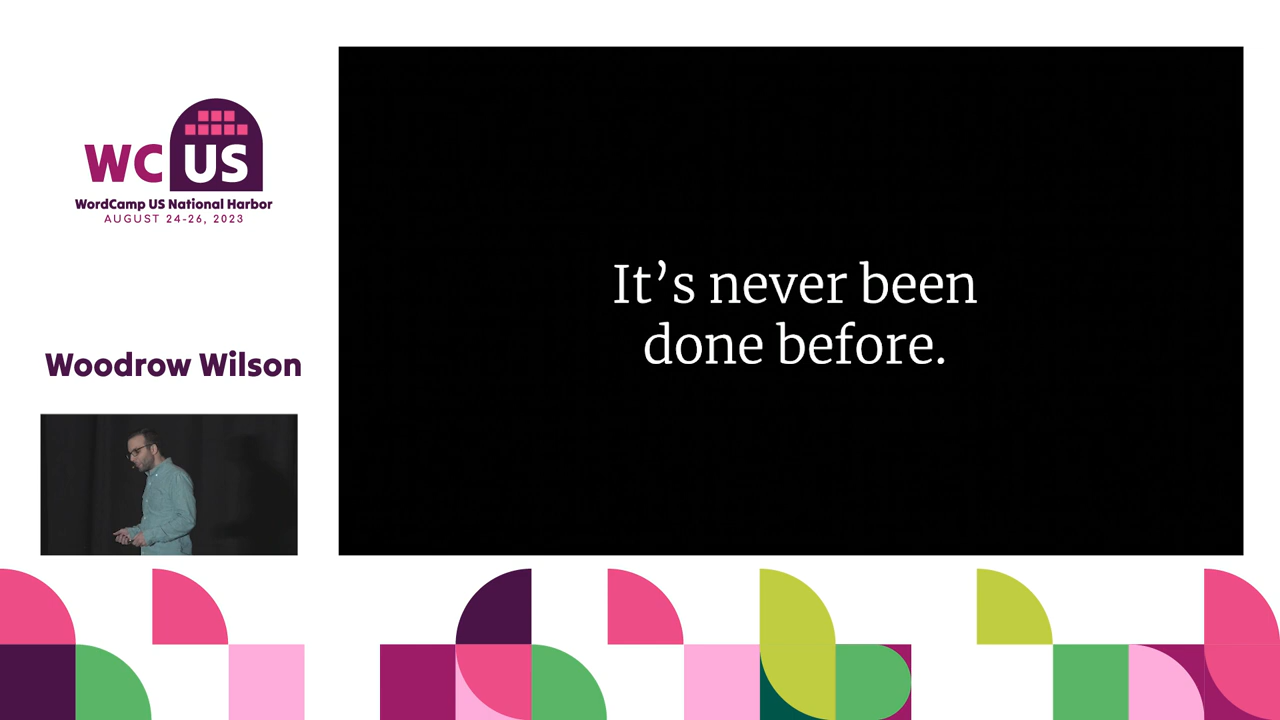 WC US
WordCamp US National Harbor
AUGUST 24-26, 2023
Woodrow Wilson
It’s never been
done before.